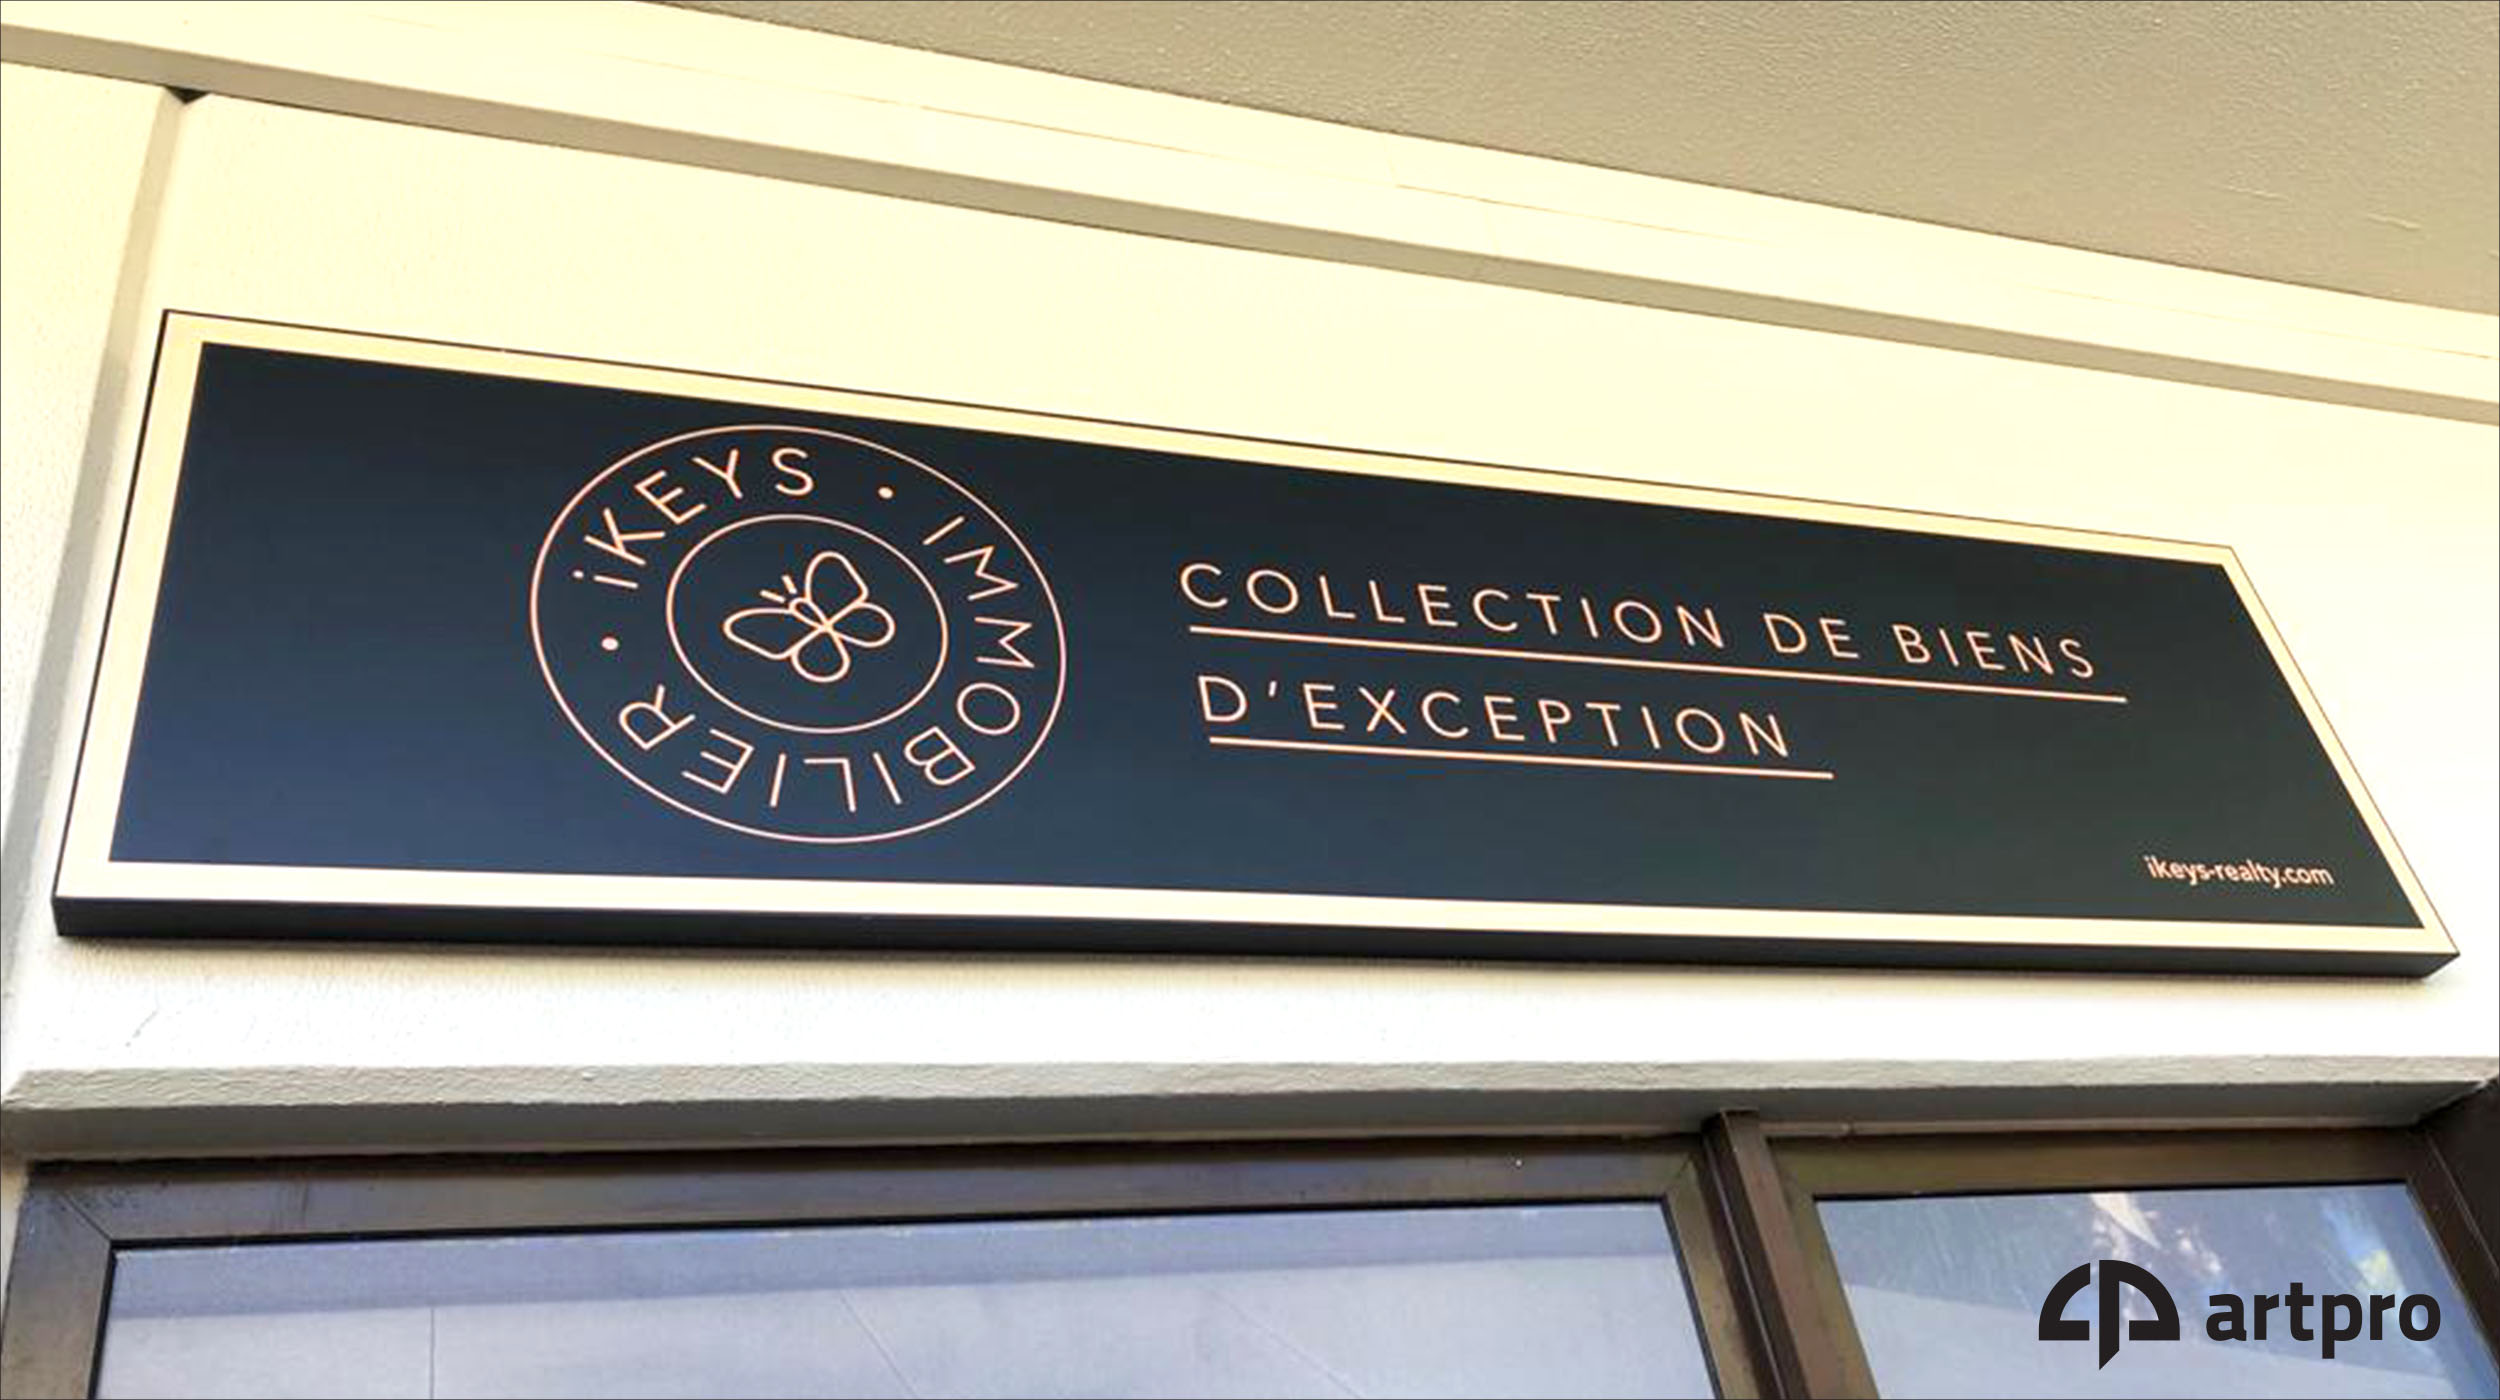 iKEYS • IMMOBILIER •
COLLECTION DE BIENS
D'EXCEPTION
ikeys-realty.com
artpro